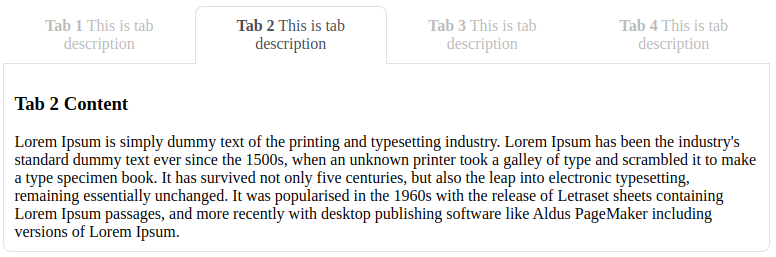 Tab 1 This is tab
description
Tab 2 This is tab
description
Tab 3 This is tab
description
Tab 4 This is tab
description
Tab 2 Content
Lorem Ipsum is simply dummy text of the printing and typesetting industry. Lorem Ipsum has been the industry's
standard dummy text ever since the 1500s, when an unknown printer took a galley of type and scrambled it to make
a type specimen book. It has survived not only five centuries, but also the leap into electronic typesetting,
remaining essentially unchanged. It was popularised in the 1960s with the release of Letraset sheets containing
Lorem Ipsum passages, and more recently with desktop publishing software like Aldus PageMaker including
versions of Lorem Ipsum.